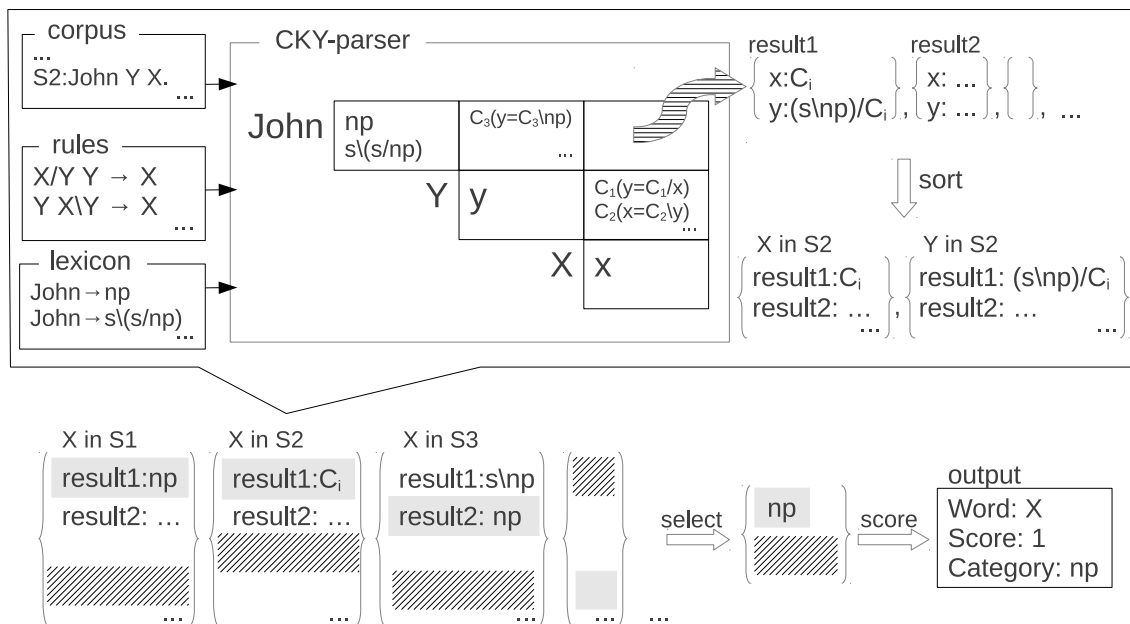 corpus
...
S2:John Y X.
...
rules
X/Y Y → X
Y X\Y → X
...
lexicon
John→np
John→s\(s/np)
...
CKY-parser
John
np
s\(s/np)
C₃(y=C₃\np)
...
Y
y
C₁(y=C₁/x)
C₂(x=C₂\y)
...
X
x
result1
x:Cᵢ
y:(s\np)/Cᵢ
,
result2
x: ...
y: ...
, , ...
sort
X in S2
result1:Cᵢ
result2: ...
...
,
Y in S2
result1: (s\np)/Cᵢ
result2: ...
...
X in S1
result1:np
result2: ...
...
X in S2
result1:Cᵢ
result2: ...
...
X in S3
result1:s\np
result2: np
...
...
...
select
np
score
output
Word: X
Score: 1
Category: np